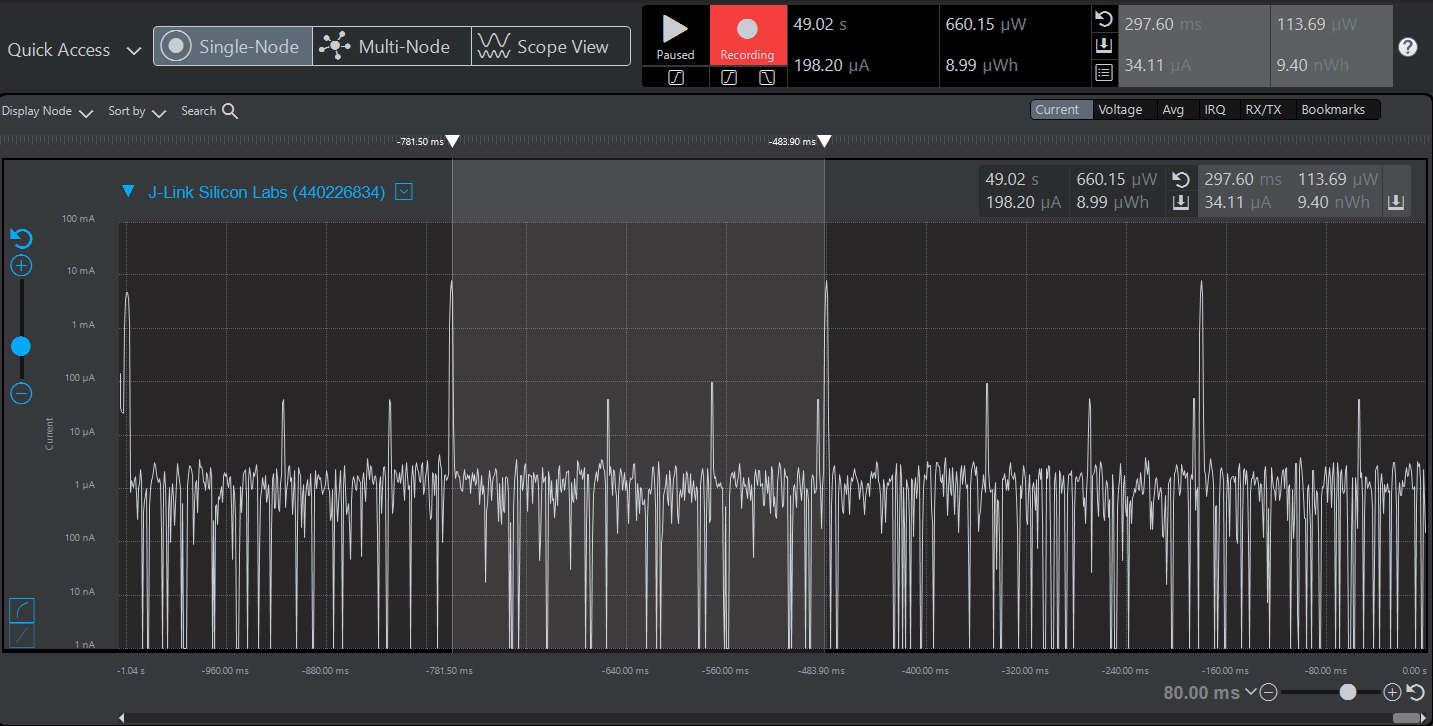 Quick Access
Single-Node
Multi-Node
Scope View
Paused
Recording
49.02 s
660.15 µW
198.20 µA
8.99 µWh
297.60 ms
113.69 µW
34.11 µA
9.40 nWh
?
Display Node
Sort by
Search
Current
Voltage
Avg
IRQ
RX/TX
Bookmarks
-781.50 ms
-483.90 ms
J-Link Silicon Labs (440226834)
49.02 s
660.15 µW
297.60 ms
113.69 µW
198.20 µA
8.99 µWh
34.11 µA
9.40 nWh
100 mA
10 mA
1 mA
100 µA
10 µA
1 µA
100 nA
10 nA
1 nA
Current
-1.04 s
-960.00 ms
-880.00 ms
-781.50 ms
-640.00 ms
-560.00 ms
-483.90 ms
-400.00 ms
-320.00 ms
-240.00 ms
-160.00 ms
-80.00 ms
0.00 s
80.00 ms